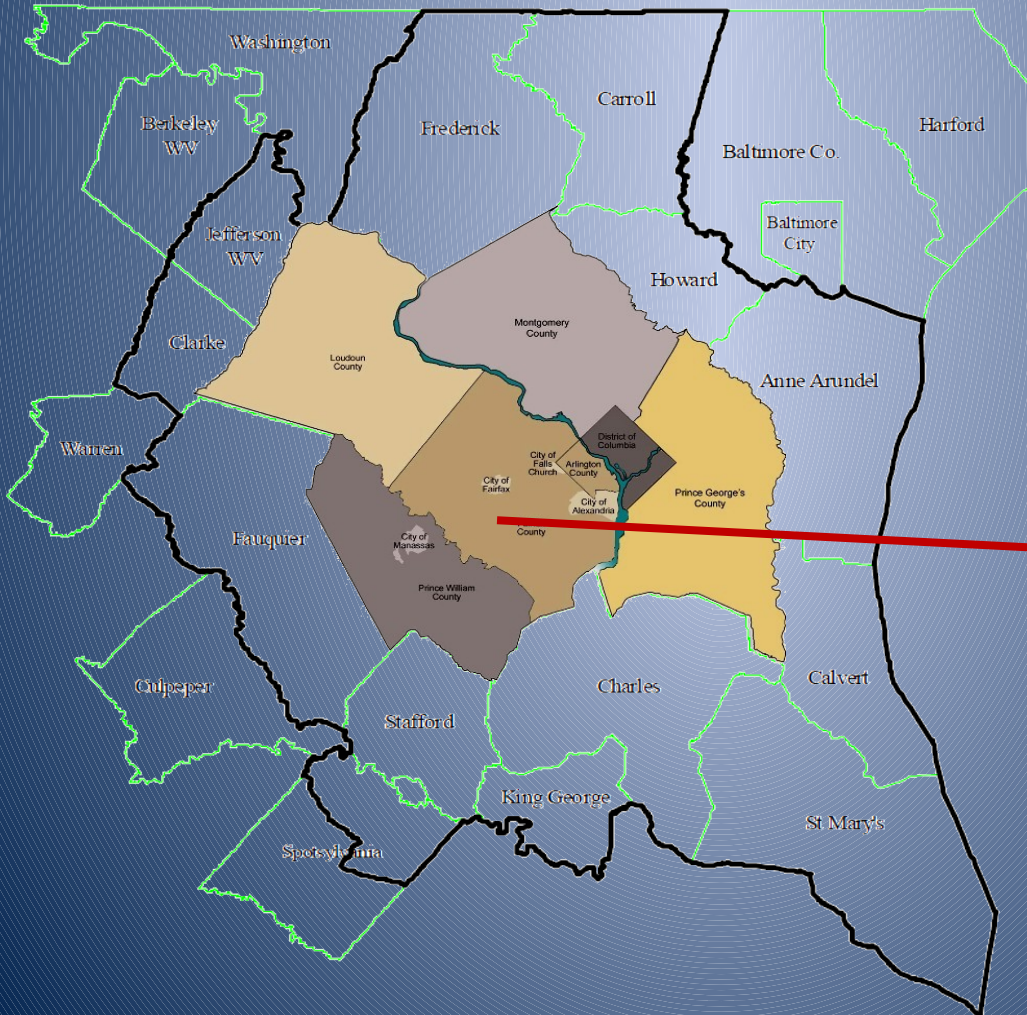 Washington
Carroll
Frederick
Berkeley
WV
Harford
Baltimore Co.
Baltimore
City
Jefferson
WV
Howard
Montgomery
County
Clarke
Loudoun
County
Anne Arundel
District of
Columbia
Warren
City of
Falls
Church
Arlington
County
City of
Fairfax
Prince George's
County
City of
Alexandria
County
Fauquier
City of
Manassas
Prince William
County
Culpeper
Charles
Calvert
Stafford
King George
St Mary's
Spotsylvania